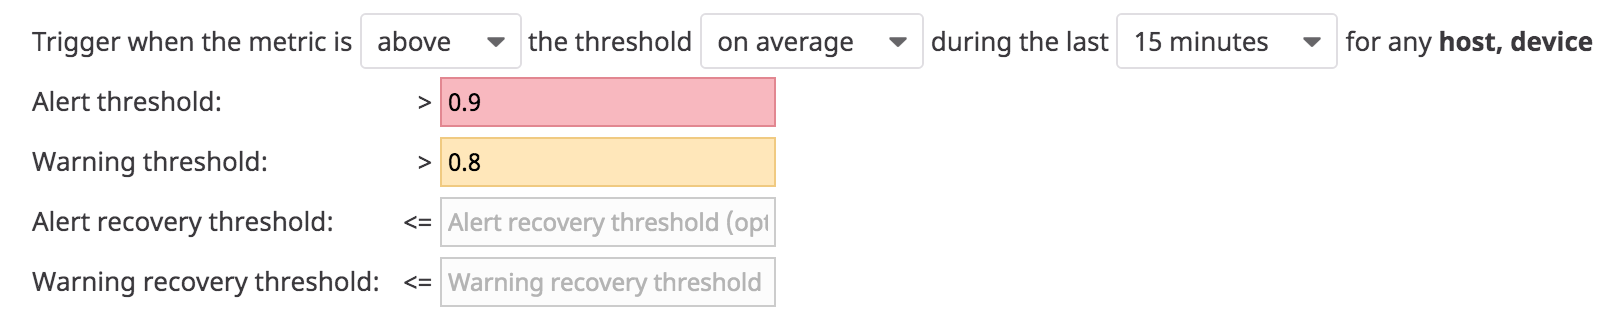 Trigger when the metric is above the threshold on average during the last 15 minutes for any host, device
Alert threshold: > 0.9
Warning threshold: > 0.8
Alert recovery threshold: <= Alert recovery threshold (opt
Warning recovery threshold: <= Warning recovery threshold